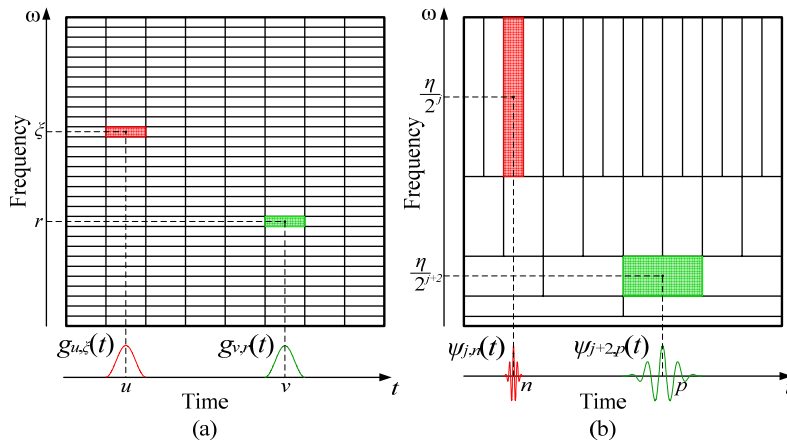 ω
Frequency
ξ
r
g_{u,ξ}(t)
g_{v,r}(t)
u
v
t
Time
(a)
ω
Frequency
η/2^j
η/2^{j+2}
ψ_{j,n}(t)
ψ_{j+2,p}(t)
n
p
Time
(b)